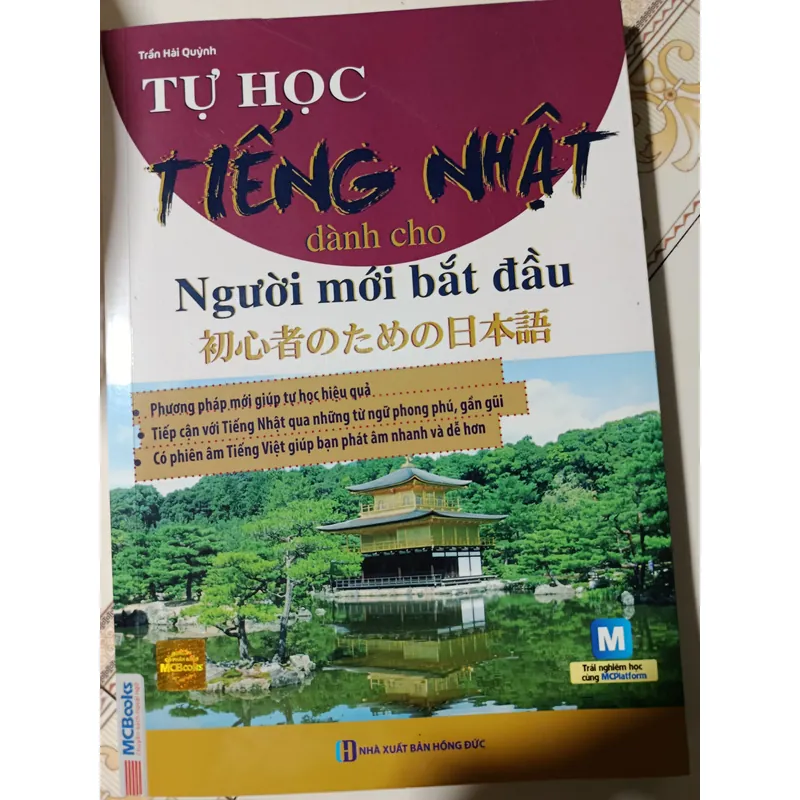 Trần Hải Quỳnh
TỰ HỌC
TIẾNG NHẬT
dành cho
Người mới bắt đầu
初心者のための日本語
• Phương pháp mới giúp tự học hiệu quả
• Tiếp cận với Tiếng Nhật qua những từ ngữ phong phú, gần gũi
• Có phiên âm Tiếng Việt giúp bạn phát âm nhanh và dễ hơn
M
Trải nghiệm học
cùng MCPlatform
MCBooks
MCBooks
NHÀ XUẤT BẢN HỒNG ĐỨC